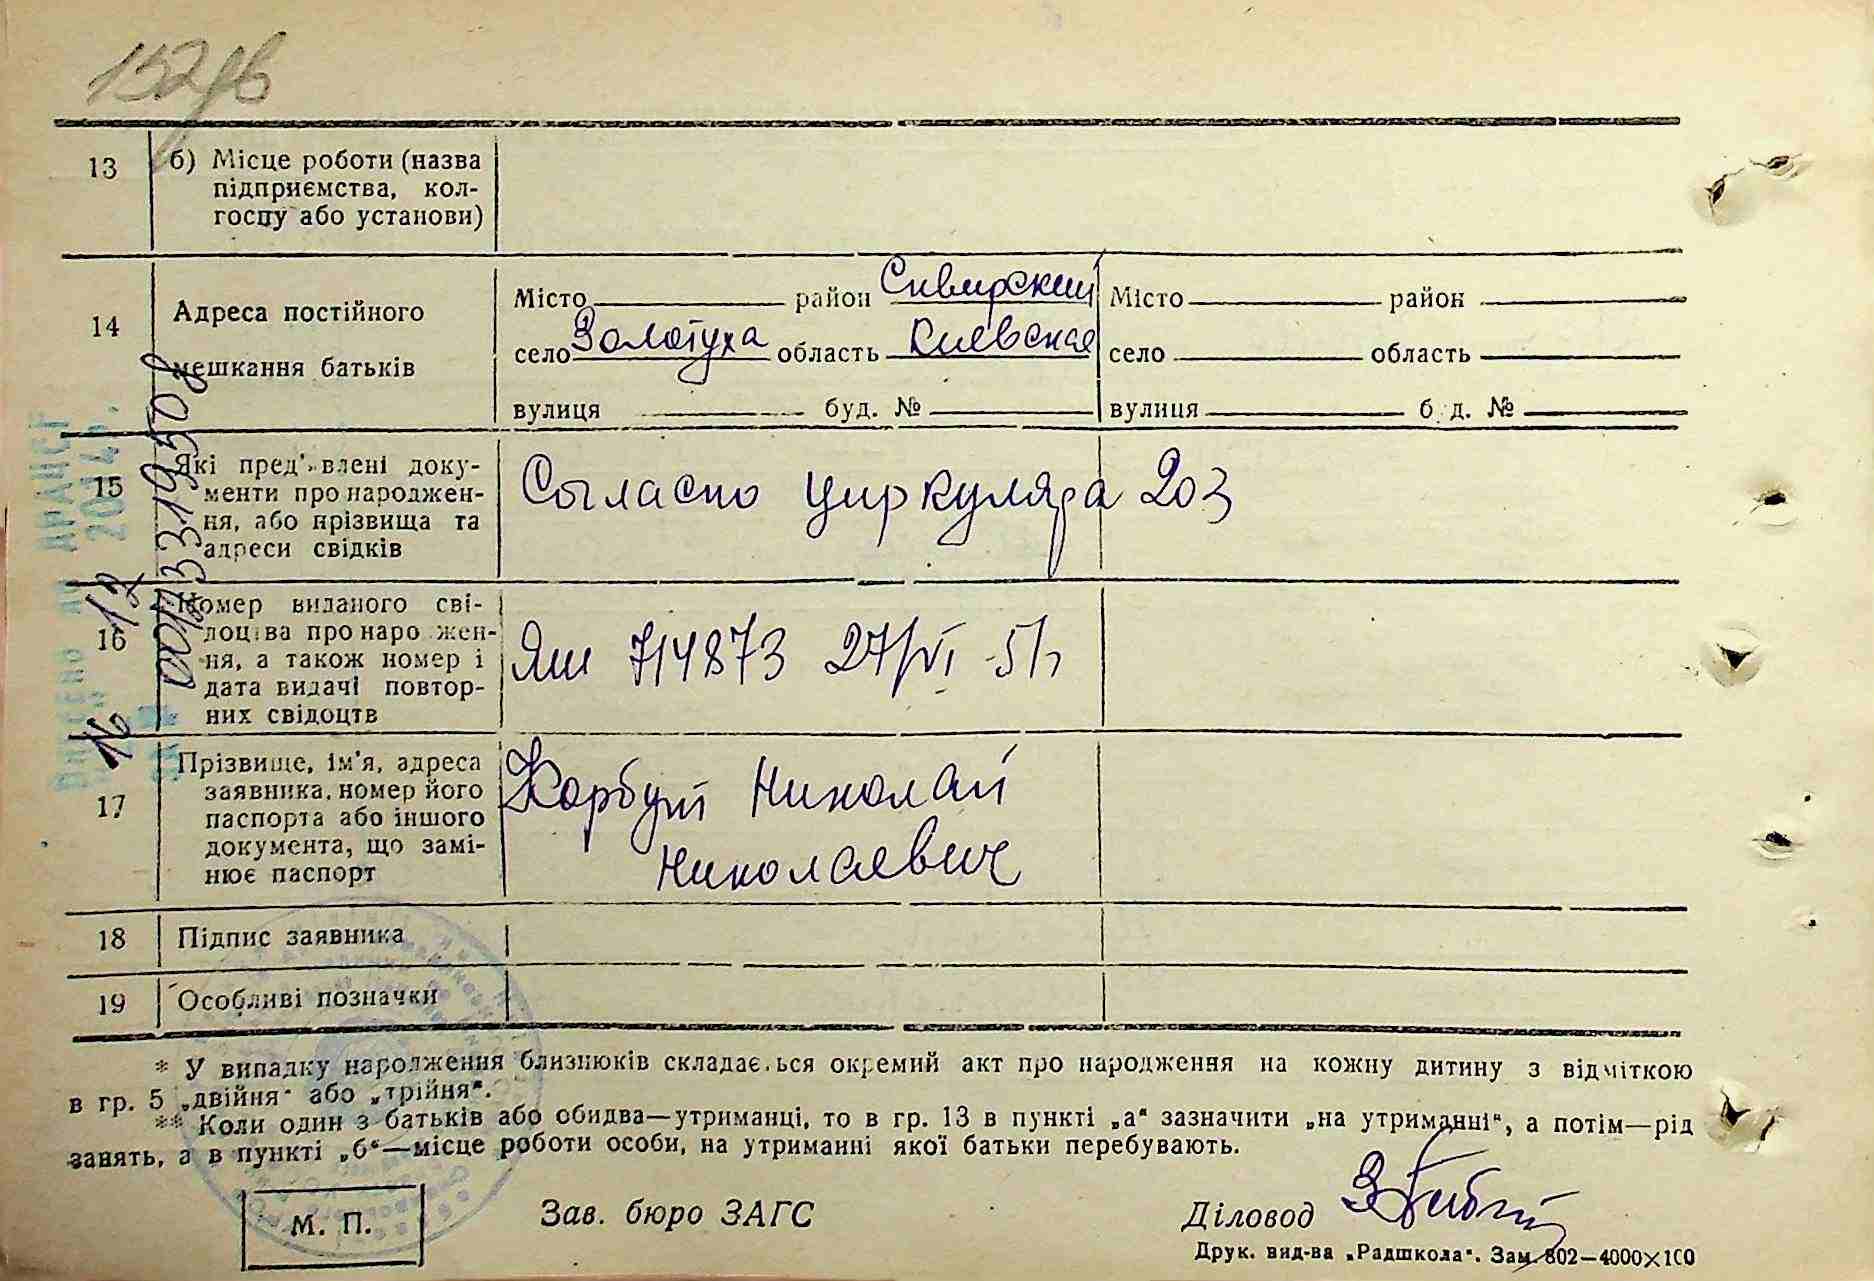 13
б) Місце роботи (назва
підприємства, кол-
госпу або установи)
14
Адреса постійного
мешкання батьків
Місто район Сивирский
село Золотуха область Киевская
вулиця буд. №
Місто район
село область
вулиця б д. №
15
Які пред' влені доку-
менти про народжен-
ня, або прізвища та
адреси свідків
Согласно циркуляра 203
16
Номер виданого сві-
доцтва про наро жен-
ня, а також номер і
дата видачі повтор-
них свідоцтв
Яш 714873 27/VI-51г
17
Прізвище, ім'я, адреса
заявника, номер його
паспорта або іншого
документа, що замі-
нює паспорт
Корбут Николай
Николаевич
18
Підпис заявника
19
Особливі позначки
* У випадку народження близнюків складає ься окремий акт про народження на кожну дитину з відміткою
в гр. 5 „двійня" або „трійня".
** Коли один з батьків або обидва—утриманці, то в гр. 13 в пункті „а" зазначити „на утриманні", а потім—рід
занять, а в пункті „б"—місце роботи особи, на утриманні якої батьки перебувають.
М. П.
Зав. бюро ЗАГС
Діловод
Друк. вид-ва „Радшкола". Зам. 802—4000×100